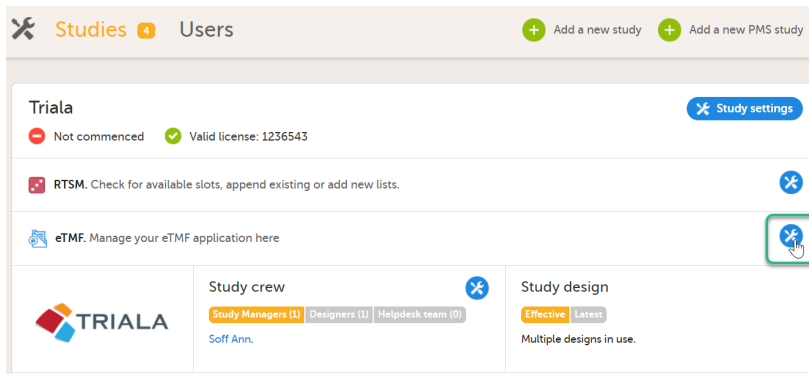 Studies 4 Users Add a new study Add a new PMS study
Triala Study settings
Not commenced Valid license: 1236543
RTSM. Check for available slots, append existing or add new lists.
eTMF. Manage your eTMF application here
TRIALA
Study crew
Study Managers (1) Designers (1) Helpdesk team (0)
Soff Ann.
Study design
Effective Latest
Multiple designs in use.